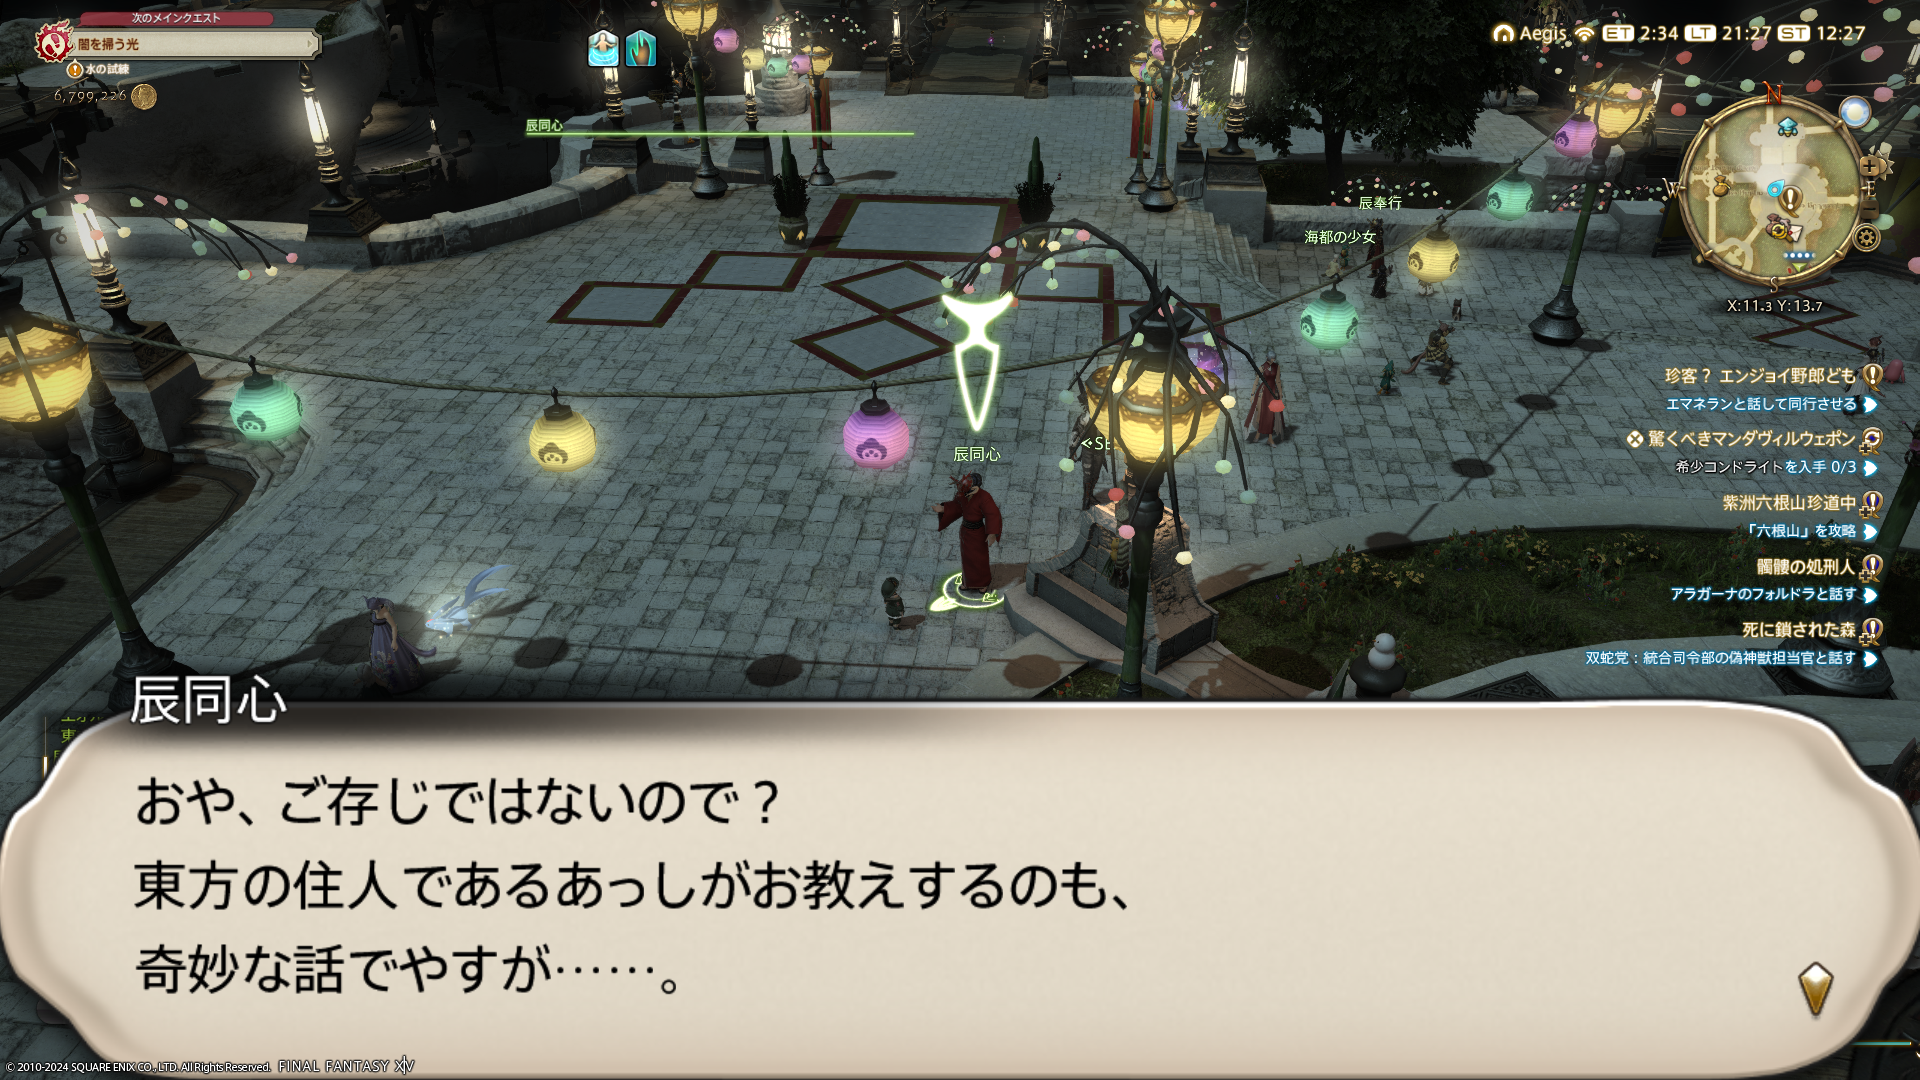 次のメインクエスト
闇を掃う光
水の試練
6,799,226
辰同心
Aegis ET 2:34 LT 21:27 ST 12:27
N
W
E
S
X:11.3 Y:13.7
辰奉行
海都の少女
珍客？ エンジョイ野郎ども
エマネランと話して同行させる
驚くべきマンダヴィルウェポン
希少コンドライトを入手 0/3
紫洲六根山珍道中
「六根山」を攻略
髑髏の処刑人
アラガーナのフォルドラと話す
死に鎖された森
双蛇党：統合司令部の偽神獣担当官と話す
辰同心
辰同心
おや、ご存じではないので？
東方の住人であるあっしがお教えするのも、
奇妙な話でやすが……。
© 2010-2024 SQUARE ENIX CO., LTD. All Rights Reserved. FINAL FANTASY XIV